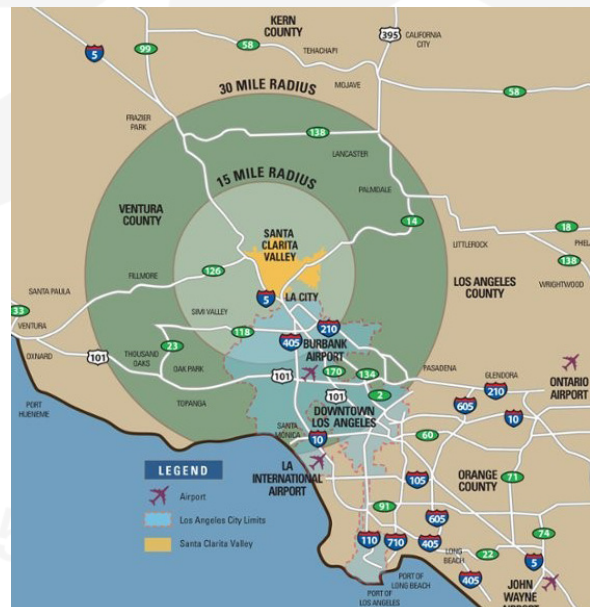 KERN
COUNTY
395
CALIFORNIA
CITY
99
58
TEHACHAPI
5
MOJAVE
58
30 MILE RADIUS
FRAZIER
PARK
138
LANCASTER
15 MILE RADIUS
PALMDALE
VENTURA
COUNTY
SANTA
CLARITA
VALLEY
14
18
LITTLEROCK
PHEL
138
126
FILLMORE
LOS ANGELES
COUNTY
WRIGHTWOOD
SANTA PAULA
5
LA CITY
33
SIMI VALLEY
210
VENTURA
118
405
BURBANK
AIRPORT
OXNARD
101
23
THOUSAND
OAKS
OAK PARK
PASADENA
GLENDORA
ONTARIO
AIRPORT
101
170
134
210
PORT
HUENEME
TOPANGA
101
2
605
10
DOWNTOWN
LOS ANGELES
SANTA
MONICA
10
60
LEGEND
LA
INTERNATIONAL
AIRPORT
ORANGE
COUNTY
71
105
Airport
91
605
Los Angeles City Limits
110
710
405
74
Santa Clarita Valley
LONG
BEACH
22
5
PORT OF
LONG BEACH
405
PORT OF
LOS ANGELES
JOHN
WAYNE